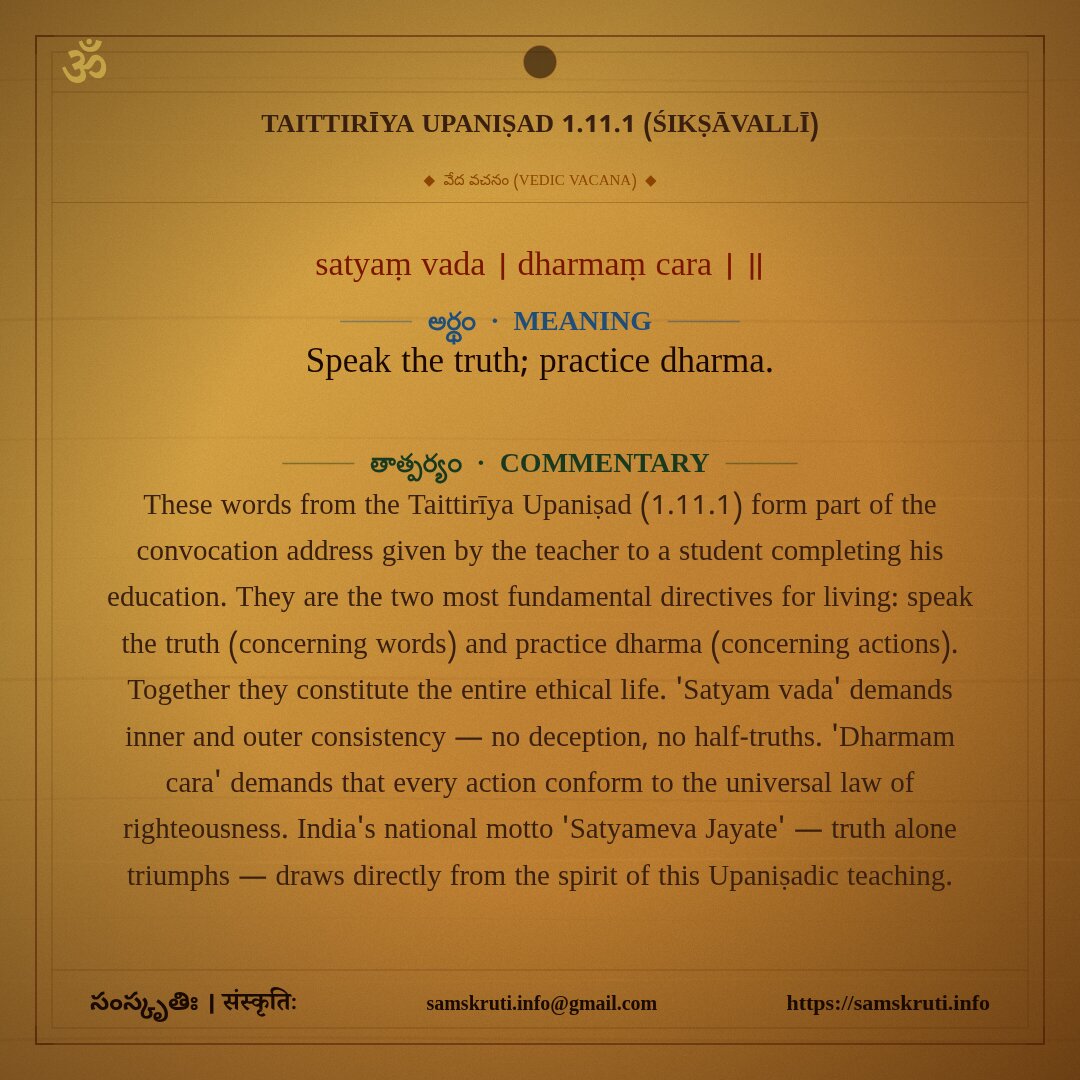 ॐ
TAITTIRĪYA UPANIṢAD 1.11.1 (ŚIKṢĀVALLĪ)
◆ వేద వచనం (VEDIC VACANA) ◆
satyaṃ vada | dharmaṃ cara | ||
అర్థం · MEANING
Speak the truth; practice dharma.
తాత్పర్యం · COMMENTARY
These words from the Taittirīya Upaniṣad (1.11.1) form part of the
convocation address given by the teacher to a student completing his
education. They are the two most fundamental directives for living: speak
the truth (concerning words) and practice dharma (concerning actions).
Together they constitute the entire ethical life. 'Satyam vada' demands
inner and outer consistency — no deception, no half-truths. 'Dharmam
cara' demands that every action conform to the universal law of
righteousness. India's national motto 'Satyameva Jayate' — truth alone
triumphs — draws directly from the spirit of this Upaniṣadic teaching.
సంస్కృతిః | संस्कृतिः samskruti.info@gmail.com https://samskruti.info